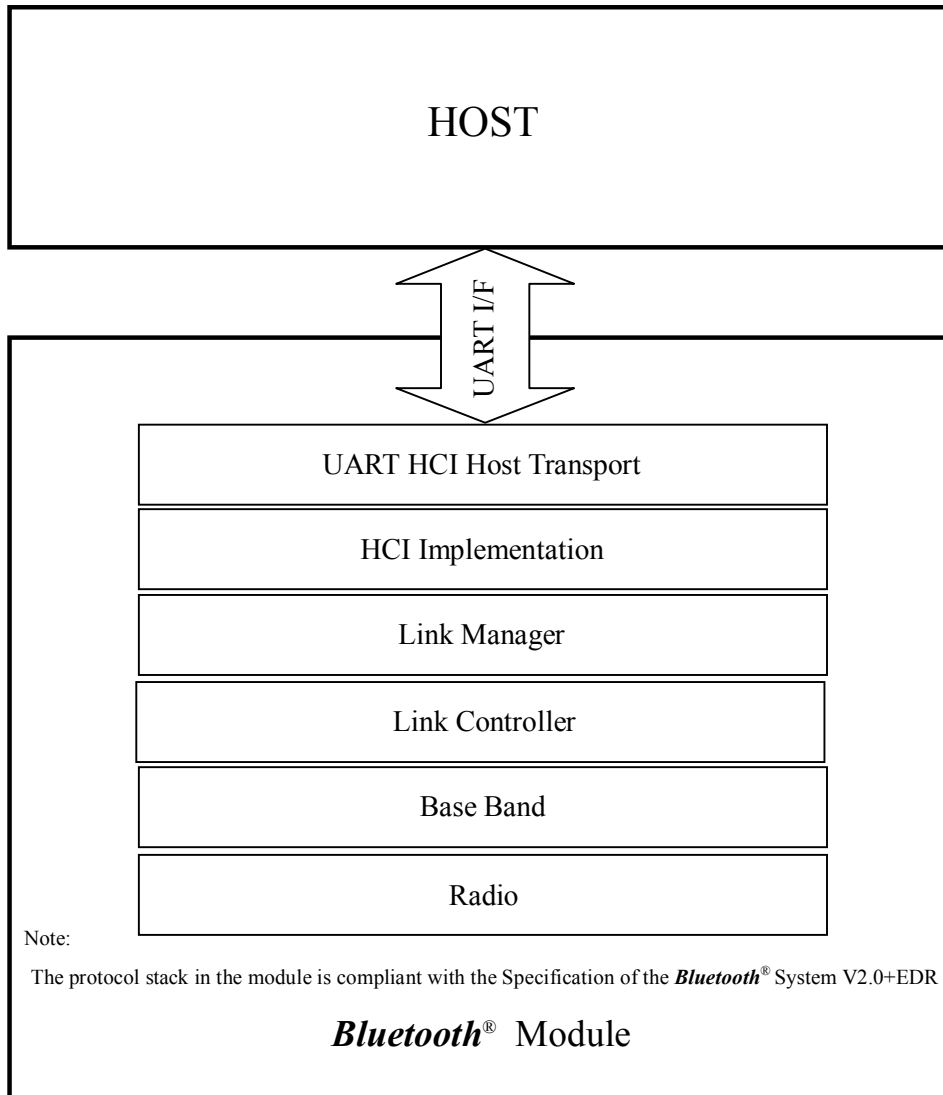 HOST
UART I/F
UART HCI Host Transport
HCI Implementation
Link Manager
Link Controller
Base Band
Radio
Note:
The protocol stack in the module is compliant with the Specification of the Bluetooth® System V2.0+EDR
Bluetooth® Module